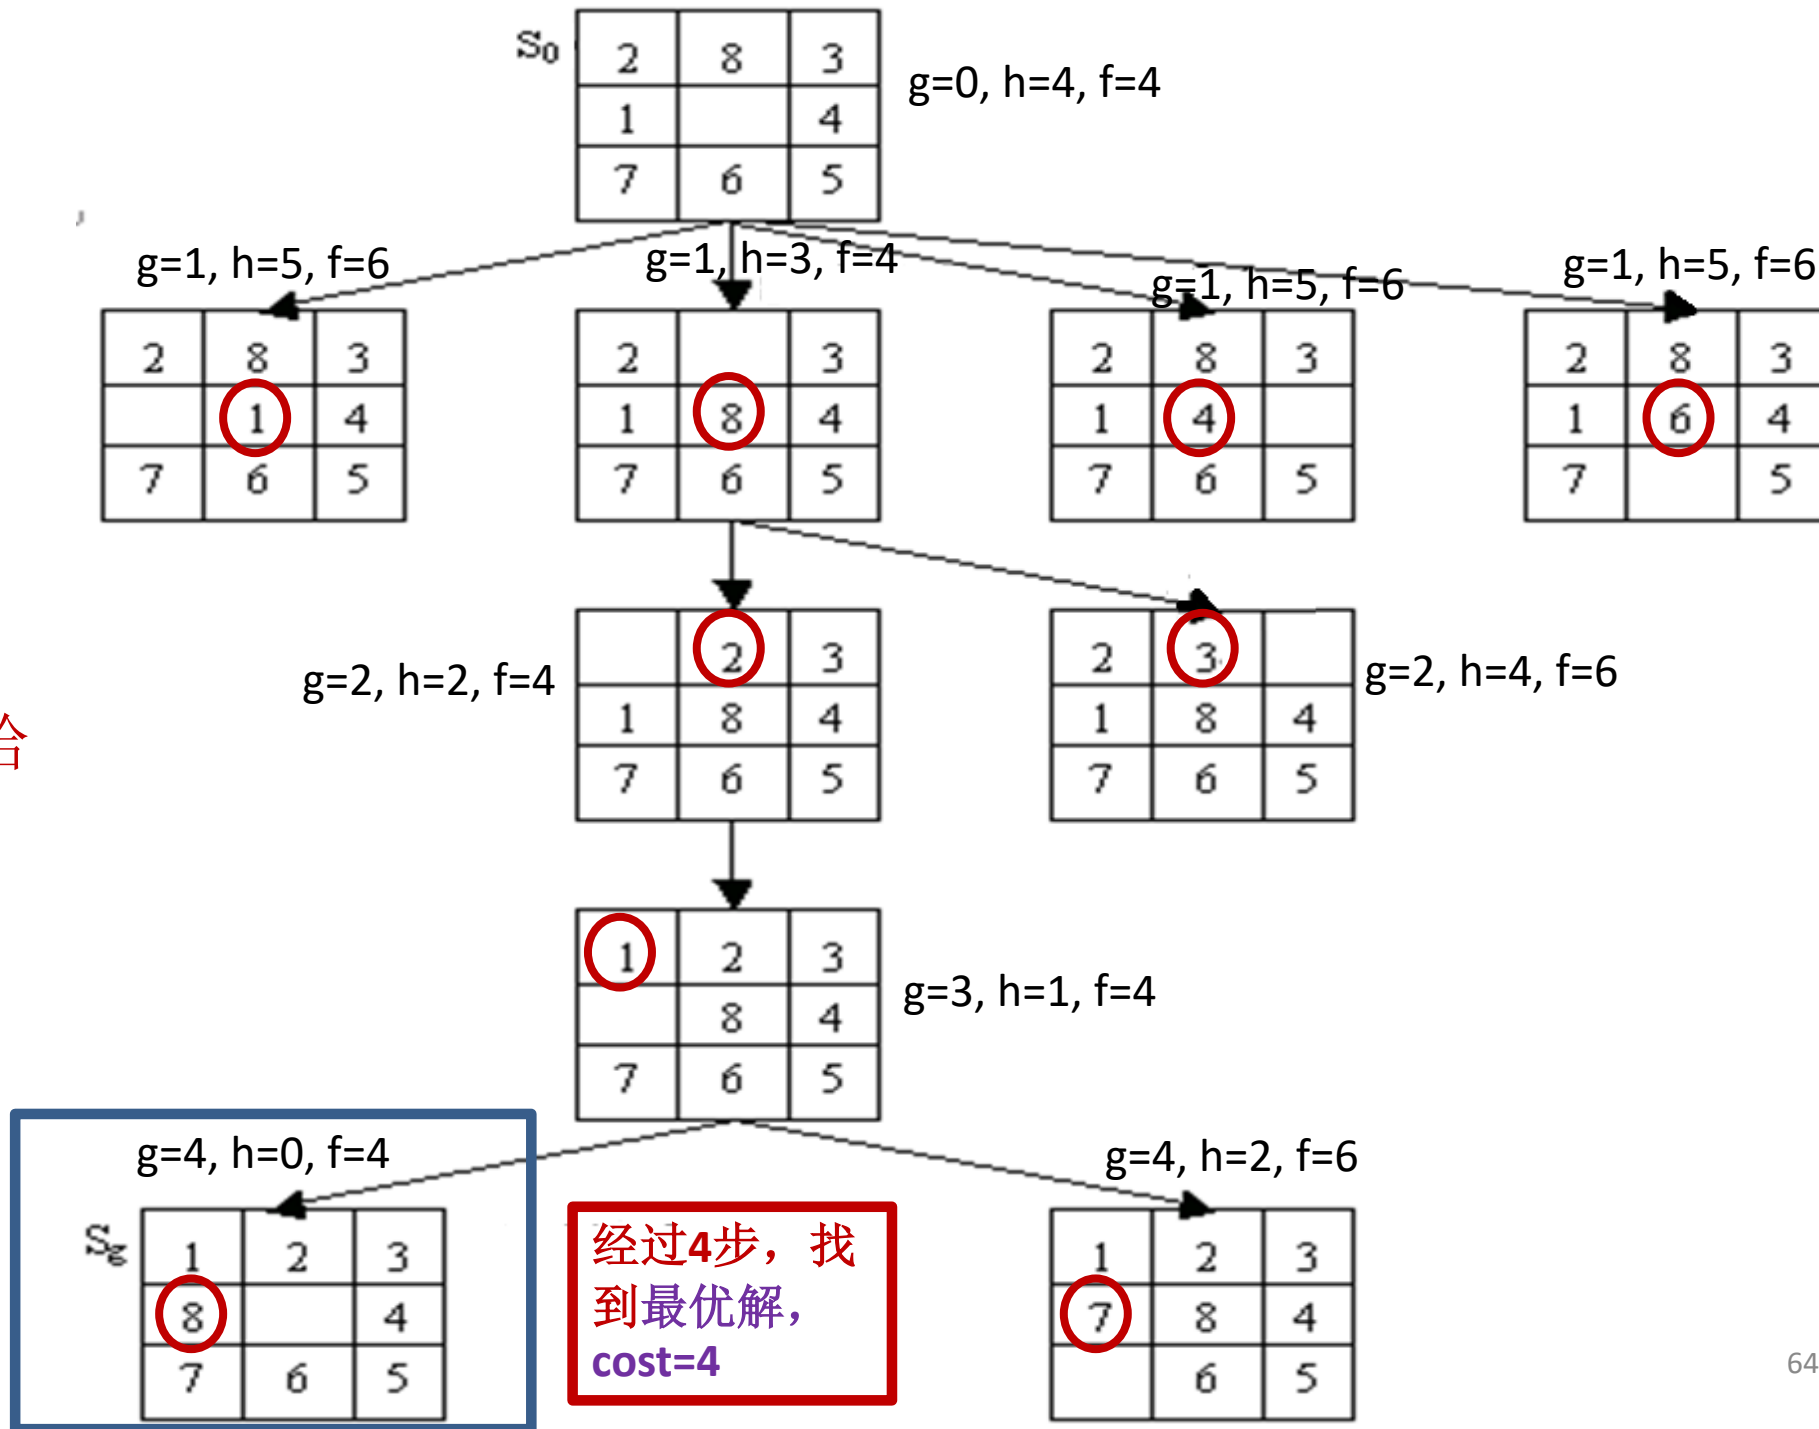 S0
2 8 3
1 4
7 6 5
g=0, h=4, f=4
g=1, h=5, f=6
g=1, h=3, f=4
g=1, h=5, f=6
g=1, h=5, f=6
2 8 3
1 4
7 6 5
2 3
1 8 4
7 6 5
2 8 3
1 4
7 6 5
2 8 3
1 6 4
7 5
g=2, h=2, f=4
2 3
1 8 4
7 6 5
2 3
1 8 4
7 6 5
g=2, h=4, f=6
合
1 2 3
8 4
7 6 5
g=3, h=1, f=4
g=4, h=0, f=4
Sg
1 2 3
8 4
7 6 5
经过4步，找
到最优解，
cost=4
g=4, h=2, f=6
1 2 3
7 8 4
6 5
64